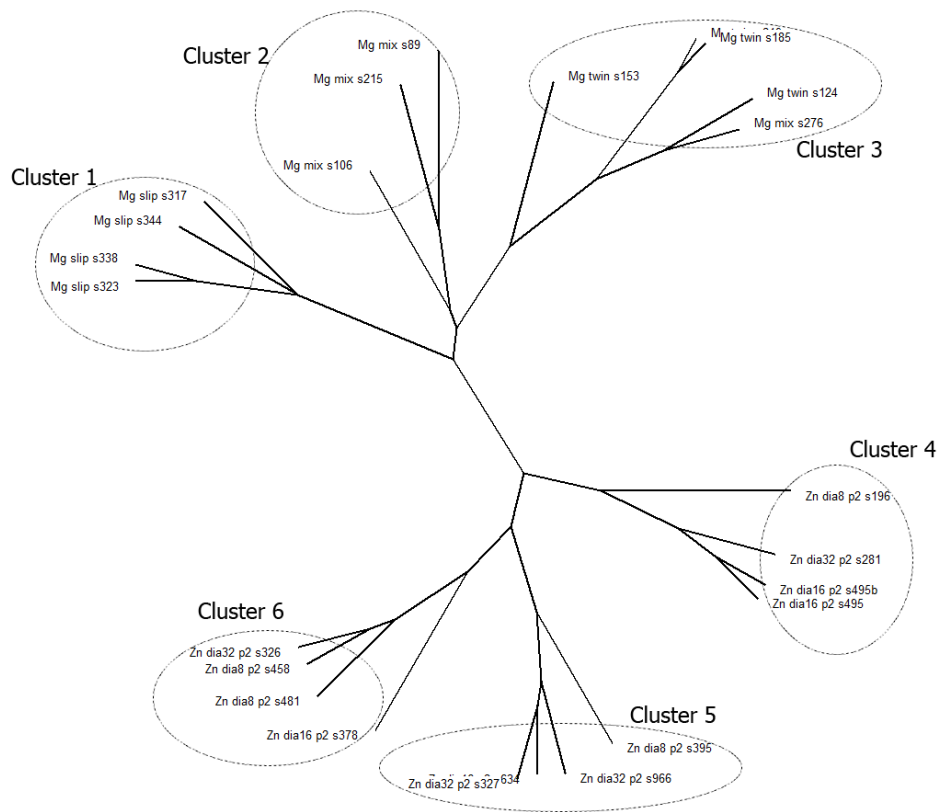 Cluster 2
Mg mix s89
Mg mix s215
Mg mix s106
Mg twin s185
Mg twin s153
Mg twin s124
Mg mix s276
Cluster 3
Cluster 1
Mg slip s317
Mg slip s344
Mg slip s338
Mg slip s323
Cluster 4
Zn dia8 p2 s196
Zn dia32 p2 s281
Zn dia16 p2 s495b
Zn dia16 p2 s495
Cluster 6
Zn dia32 p2 s326
Zn dia8 p2 s458
Zn dia8 p2 s481
Zn dia16 p2 s378
Cluster 5
Zn dia8 p2 s395
Zn dia32 p2 s966
Zn dia32 p2 s327